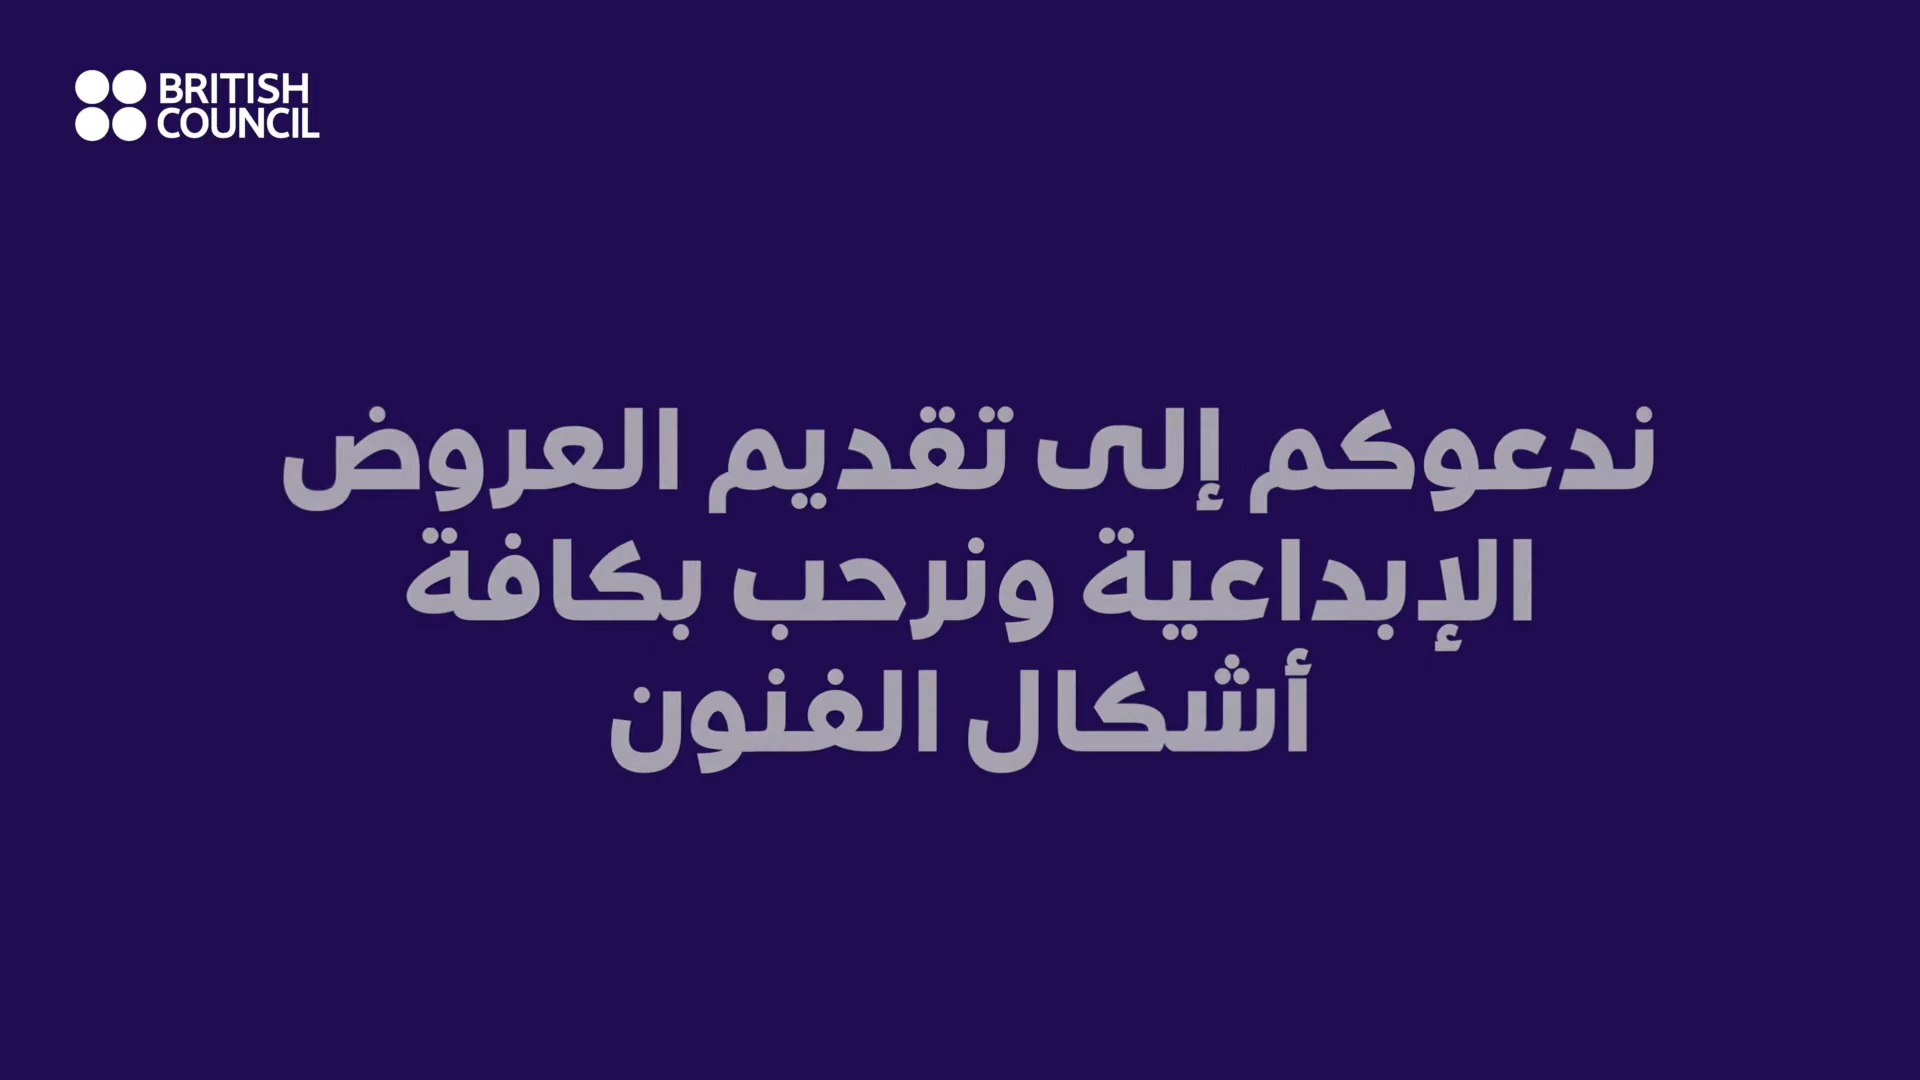 BRITISH
COUNCIL
ندعوكم إلى تقديم العروض
الإبداعية ونرحب بكافة
أشكال الفنون